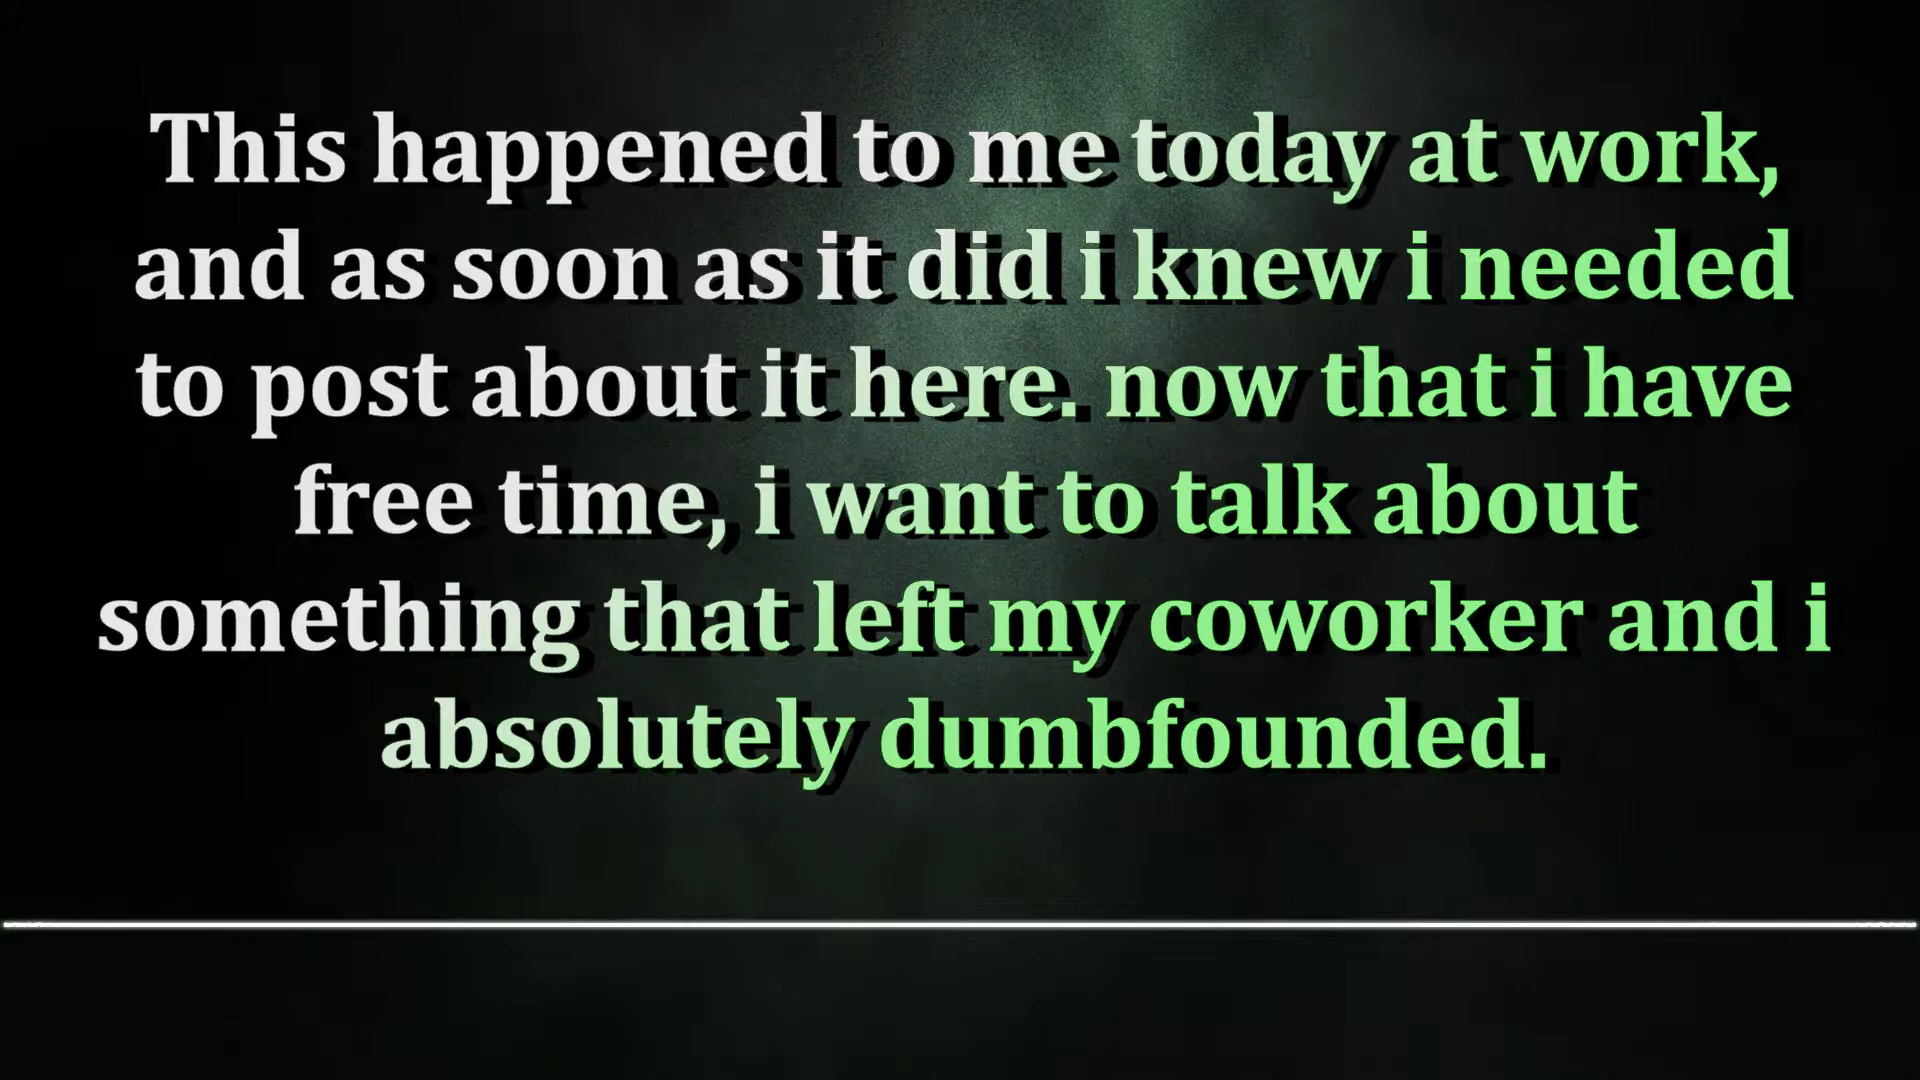 This happened to me today at work,
and as soon as it did i knew i needed
to post about it here. now that i have
free time, i want to talk about
something that left my coworker and i
absolutely dumbfounded.